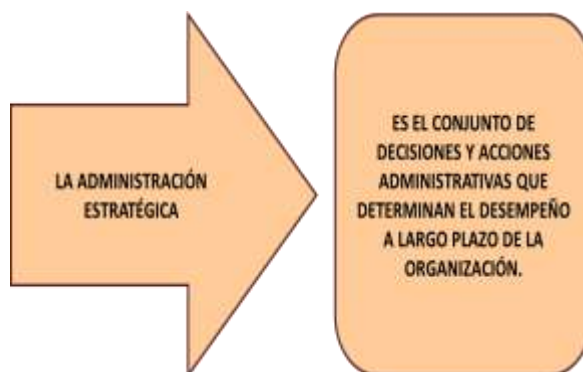 LA ADMINISTRACIÓN
ESTRATÉGICA
ES EL CONJUNTO DE
DECISIONES Y ACCIONES
ADMINISTRATIVAS QUE
DETERMINAN EL DESEMPEÑO
A LARGO PLAZO DE LA
ORGANIZACIÓN.